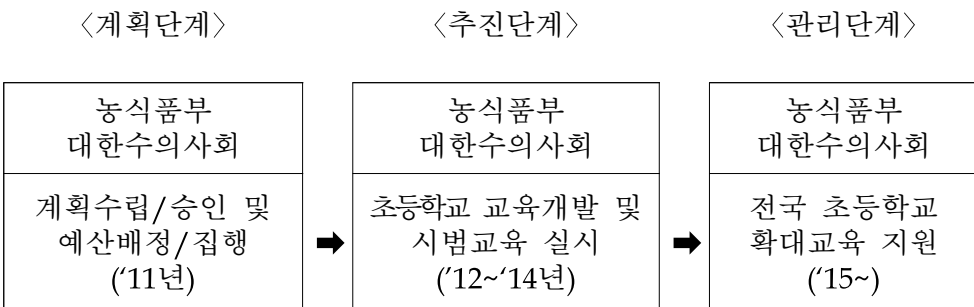 〈계획단계〉
〈추진단계〉
〈관리단계〉
농식품부
대한수의사회
농식품부
대한수의사회
농식품부
대한수의사회
계획수립/승인 및
예산배정/집행
(‘11년)
➡
초등학교 교육개발 및
시범교육 실시
(‘12~‘14년)
➡
전국 초등학교
확대교육 지원
(‘15~)